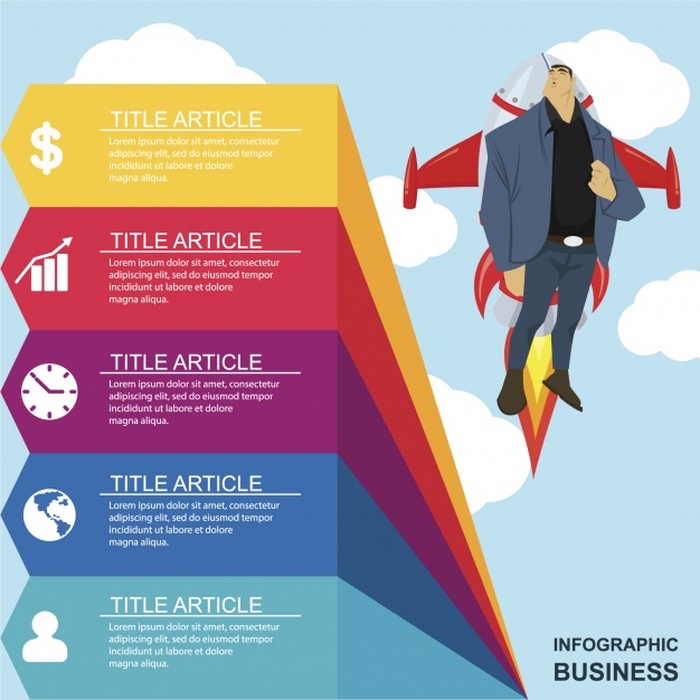 TITLE ARTICLE
Lorem ipsum dolor sit amet, consectetur
adipiscing elit, sed do eiusmod tempor
incididunt ut labore et dolore
magna aliqua.
TITLE ARTICLE
Lorem ipsum dolor sit amet, consectetur
adipiscing elit, sed do eiusmod tempor
incididunt ut labore et dolore
magna aliqua.
TITLE ARTICLE
Lorem ipsum dolor sit amet, consectetur
adipiscing elit, sed do eiusmod tempor
incididunt ut labore et dolore
magna aliqua.
TITLE ARTICLE
Lorem ipsum dolor sit amet, consectetur
adipiscing elit, sed do eiusmod tempor
incididunt ut labore et dolore
magna aliqua.
TITLE ARTICLE
Lorem ipsum dolor sit amet, consectetur
adipiscing elit, sed do eiusmod tempor
incididunt ut labore et dolore
magna aliqua.
INFOGRAPHIC
BUSINESS